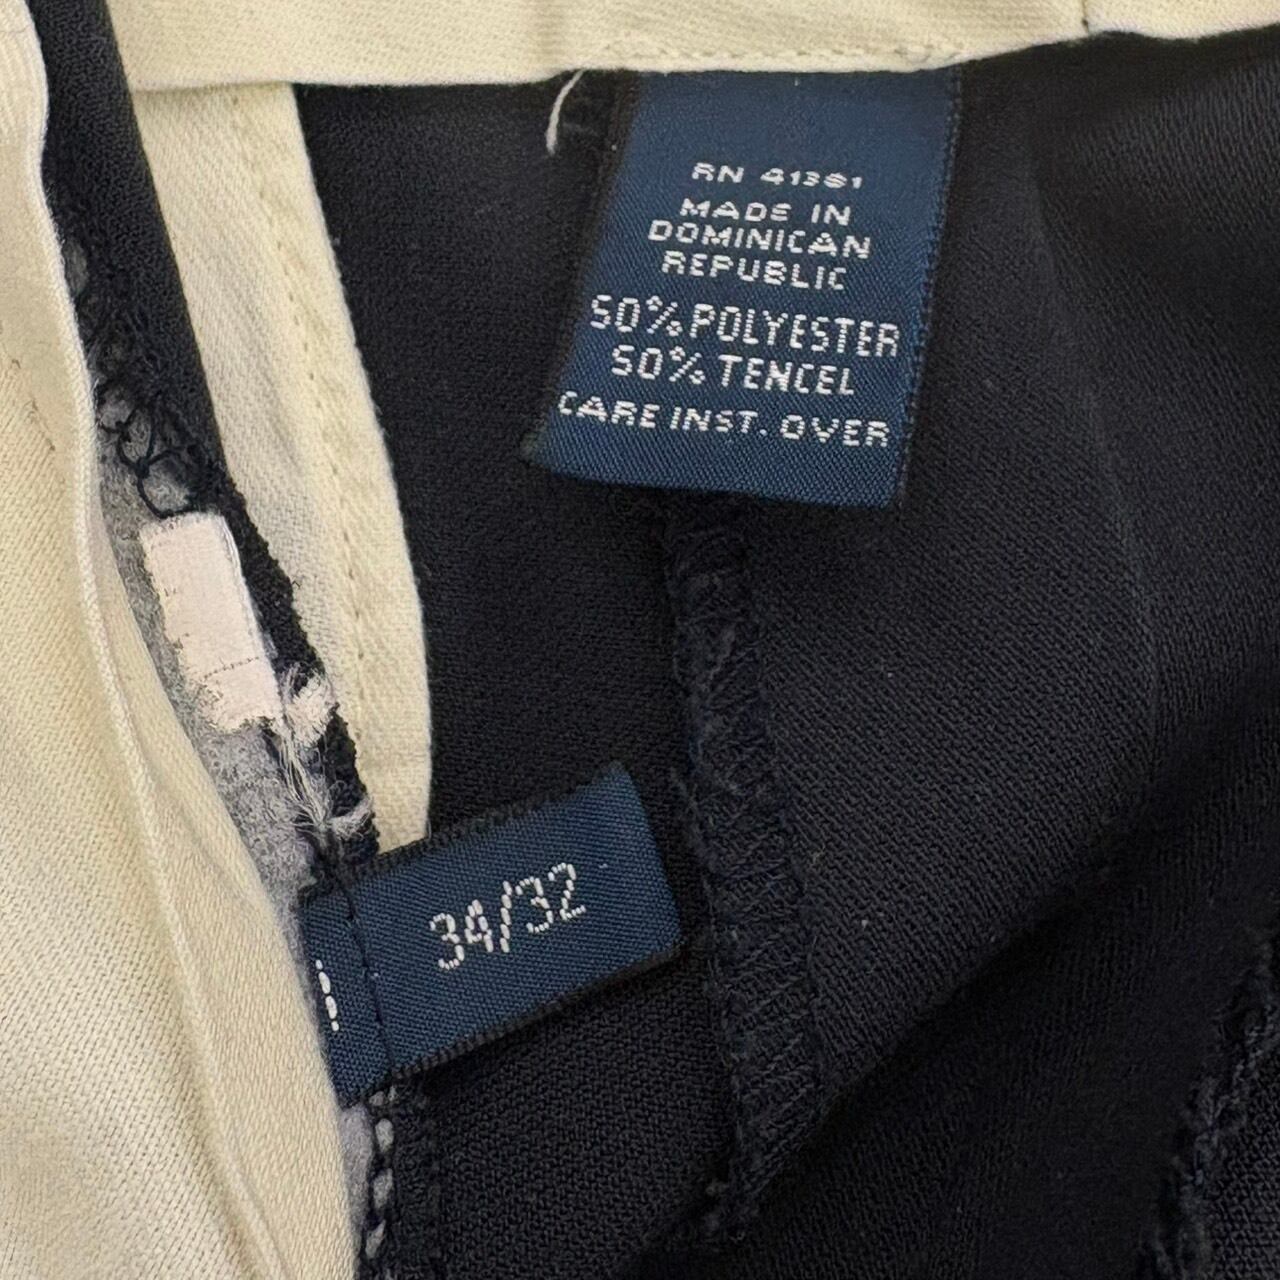 RN 41381
MADE IN
DOMINICAN
REPUBLIC
50% POLYESTER
50% TENCEL
CARE INST. OVER
34/32